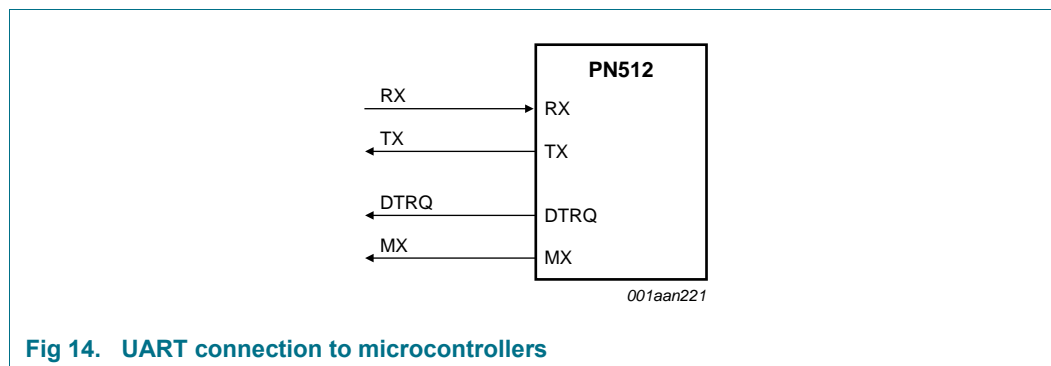 PN512
RX RX
TX TX
DTRQ DTRQ
MX MX
001aan221
Fig 14. UART connection to microcontrollers